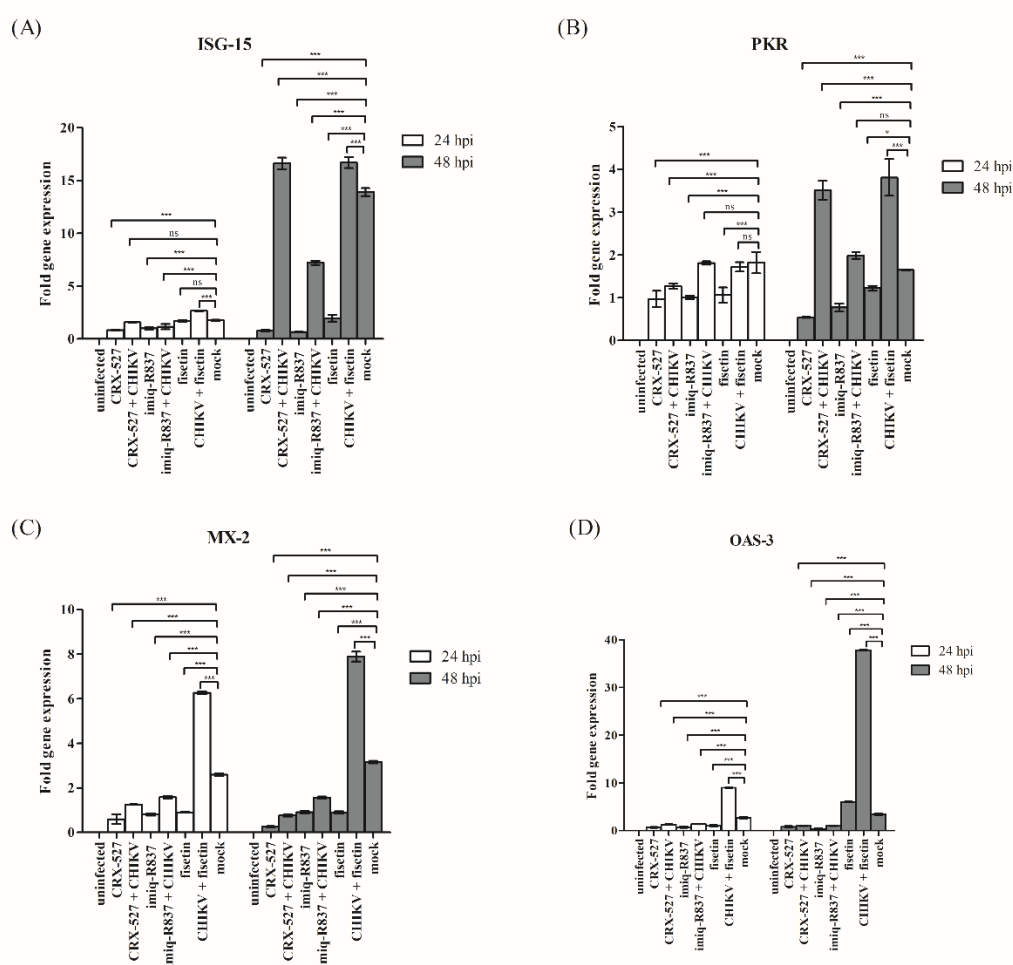 (A)
ISG-15
***
***
***
***
***
***
***
ns
***
***
ns
***
Fold gene expression
20
15
10
5
0
24 hpi
48 hpi
uninfected
CRX-527
CRX-527 + CHIKV
imiq-R837
imiq-R837 + CHIKV
fisetin
CHIKV + fisetin
mock
uninfected
CRX-527
CRX-527 + CHIKV
imiq-R837
imiq-R837 + CHIKV
fisetin
CHIKV + fisetin
mock
(B)
PKR
***
***
***
ns
*
***
***
***
***
ns
***
ns
Fold gene expression
5
4
3
2
1
0
24 hpi
48 hpi
uninfected
CRX-527
CRX-527 + CHIKV
imiq-R837
imiq-R837 + CHIKV
fisetin
CHIKV + fisetin
mock
uninfected
CRX-527
CRX-527 + CHIKV
imiq-R837
imiq-R837 + CHIKV
fisetin
CHIKV + fisetin
mock
(C)
MX-2
***
***
***
***
***
***
***
***
***
***
***
***
Fold gene expression
10
8
6
4
2
0
24 hpi
48 hpi
uninfected
CRX-527
CRX-527 + CHIKV
imiq-R837
miq-R837 + CHIKV
fisetin
CHIKV + fisetin
mock
uninfected
CRX-527
CRX-527 + CHIKV
imiq-R837
miq-R837 + CHIKV
fisetin
CHIKV + fisetin
mock
(D)
OAS-3
***
***
***
***
***
***
***
***
***
***
***
***
Fold gene expression
40
30
20
10
0
24 hpi
48 hpi
uninfected
CRX-527
CRX-527 + CHIKV
imiq-R837
imiq-R837 + CHIKV
fisetin
CHIKV + fisetin
mock
uninfected
CRX-527
CRX-527 + CHIKV
imiq-R837
imiq-R837 + CHIKV
fisetin
CHIKV + fisetin
mock